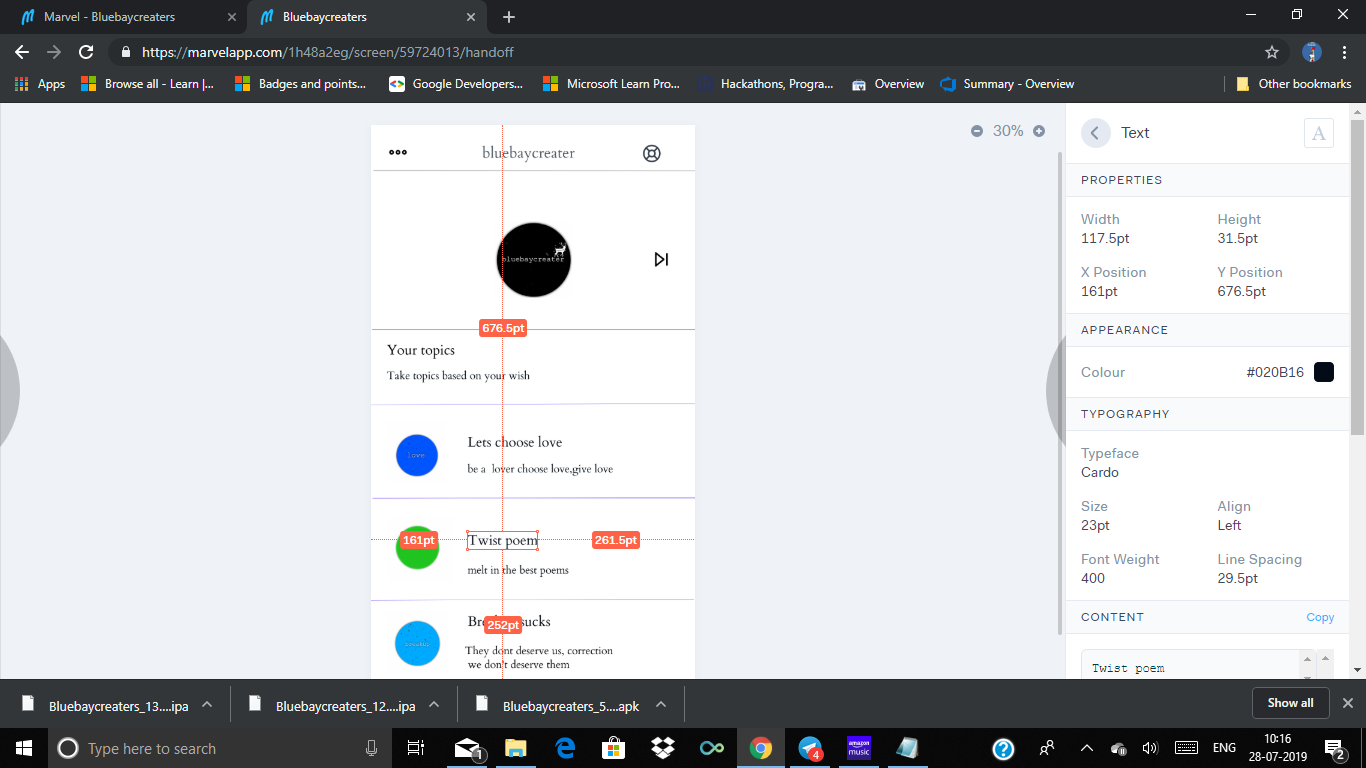 Marvel - Bluebaycreaters
Bluebaycreaters
https://marvelapp.com/1h48a2eg/screen/59724013/handoff
Apps
Browse all - Learn |...
Badges and points...
Google Developers...
Microsoft Learn Pro...
Hackathons, Progra...
Overview
Summary - Overview
Other bookmarks
bluebaycreater
30%
bluebaycreater
676.5pt
Your topics
Take topics based on your wish
love
Lets choose love
be a lover choose love,give love
161pt
Twist poem
261.5pt
melt in the best poems
252pt
sucks
They dont deserve us, correction
we don't deserve them
Text
A
PROPERTIES
Width
Height
117.5pt
31.5pt
X Position
Y Position
161pt
676.5pt
APPEARANCE
Colour
#020B16
TYPOGRAPHY
Typeface
Cardo
Size
Align
23pt
Left
Font Weight
Line Spacing
400
29.5pt
CONTENT
Copy
Twist poem
Bluebaycreaters_13....ipa
Bluebaycreaters_12....ipa
Bluebaycreaters_5....apk
Show all
Type here to search
1
4
amazon
music
ENG
10:16
28-07-2019
2